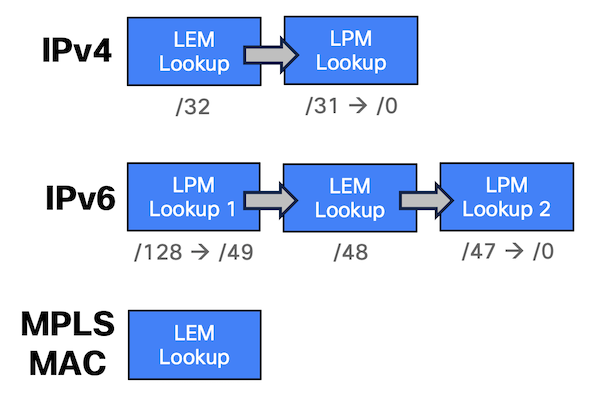 IPv4
LEM
Lookup
LPM
Lookup
/32
/31 → /0
IPv6
LPM
Lookup 1
LEM
Lookup
LPM
Lookup 2
/128 → /49
/48
/47 → /0
MPLS
MAC
LEM
Lookup